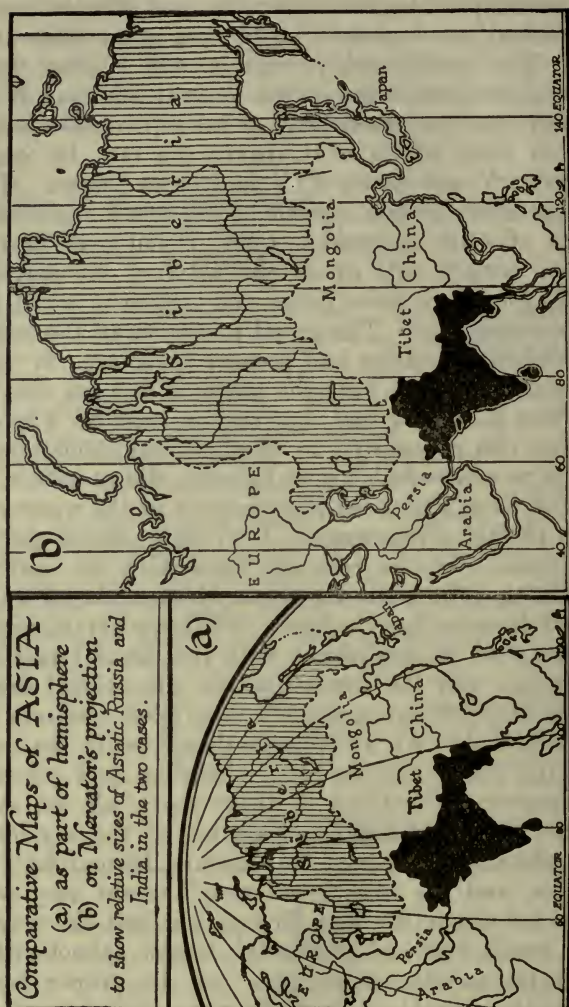 Comparative Maps of ASIA
(a) as part of hemisphere
(b) on Mercator's projection
to show relative sizes of Asiatic Russia and
India in the two cases.
(a)
Siberia
EUROPE
Mongolia
Japan
Tibet
China
Persia
Arabia
60 EQUATOR
80
100
(b)
Siberia
EUROPE
Mongolia
Japan
Tibet
China
Persia
Arabia
40
60
80
120
140 EQUATOR